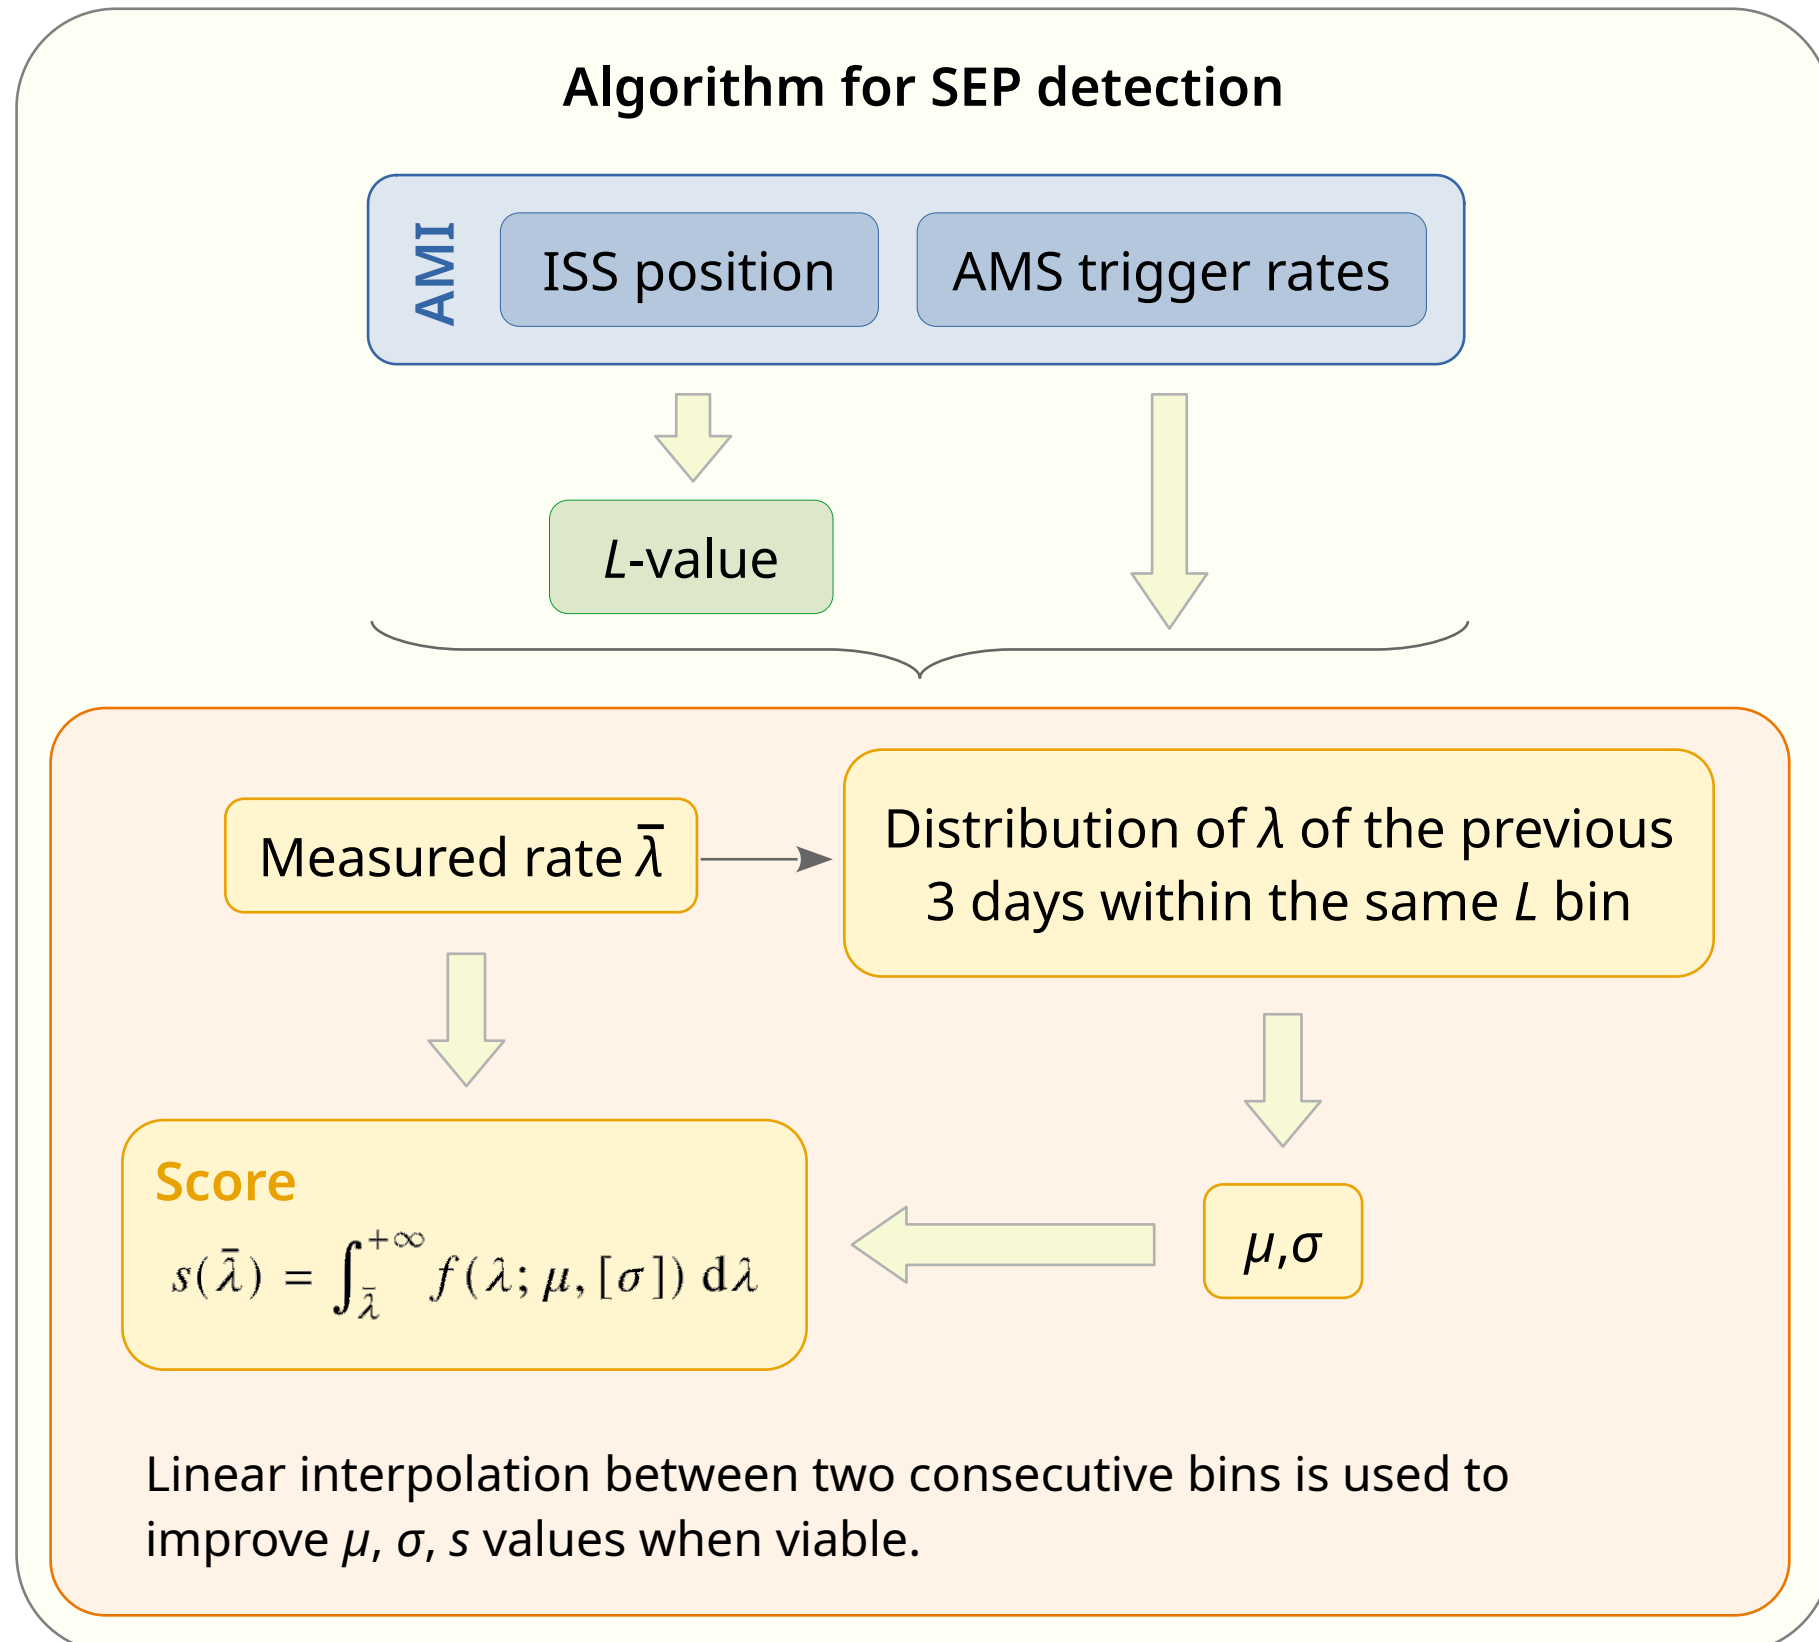 Algorithm for SEP detection
AMI
ISS position
AMS trigger rates
L-value
Measured rate λ̄
Distribution of λ of the previous
3 days within the same L bin
Score
s(λ̄) = ∫_λ̄^{+∞} f(λ; μ, [σ]) dλ
μ,σ
Linear interpolation between two consecutive bins is used to
improve μ, σ, s values when viable.